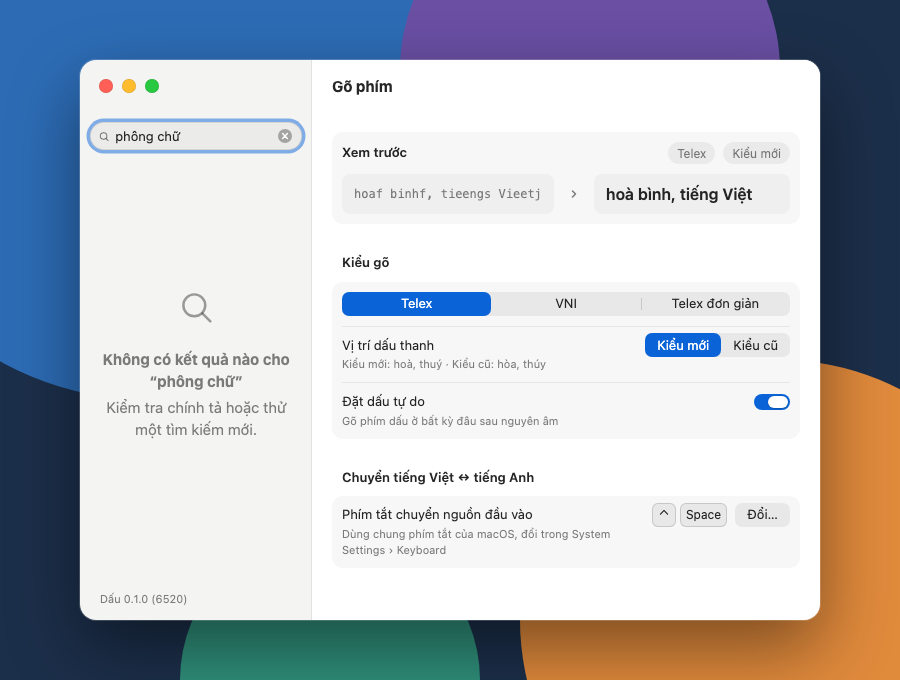 phông chữ
Không có kết quả nào cho
“phông chữ”
Kiểm tra chính tả hoặc thử
một tìm kiếm mới.
Dấu 0.1.0 (6520)
Gõ phím
Xem trước
Telex
Kiểu mới
hoaf binhf, tieengs Vieetj
›
hoà bình, tiếng Việt
Kiểu gõ
Telex
VNI
Telex đơn giản
Vị trí dấu thanh
Kiểu mới: hoà, thuý · Kiểu cũ: hòa, thúy
Kiểu mới
Kiểu cũ
Đặt dấu tự do
Gõ phím dấu ở bất kỳ đâu sau nguyên âm
Chuyển tiếng Việt ↔ tiếng Anh
Phím tắt chuyển nguồn đầu vào
Dùng chung phím tắt của macOS, đổi trong System
Settings › Keyboard
^
Space
Đổi...